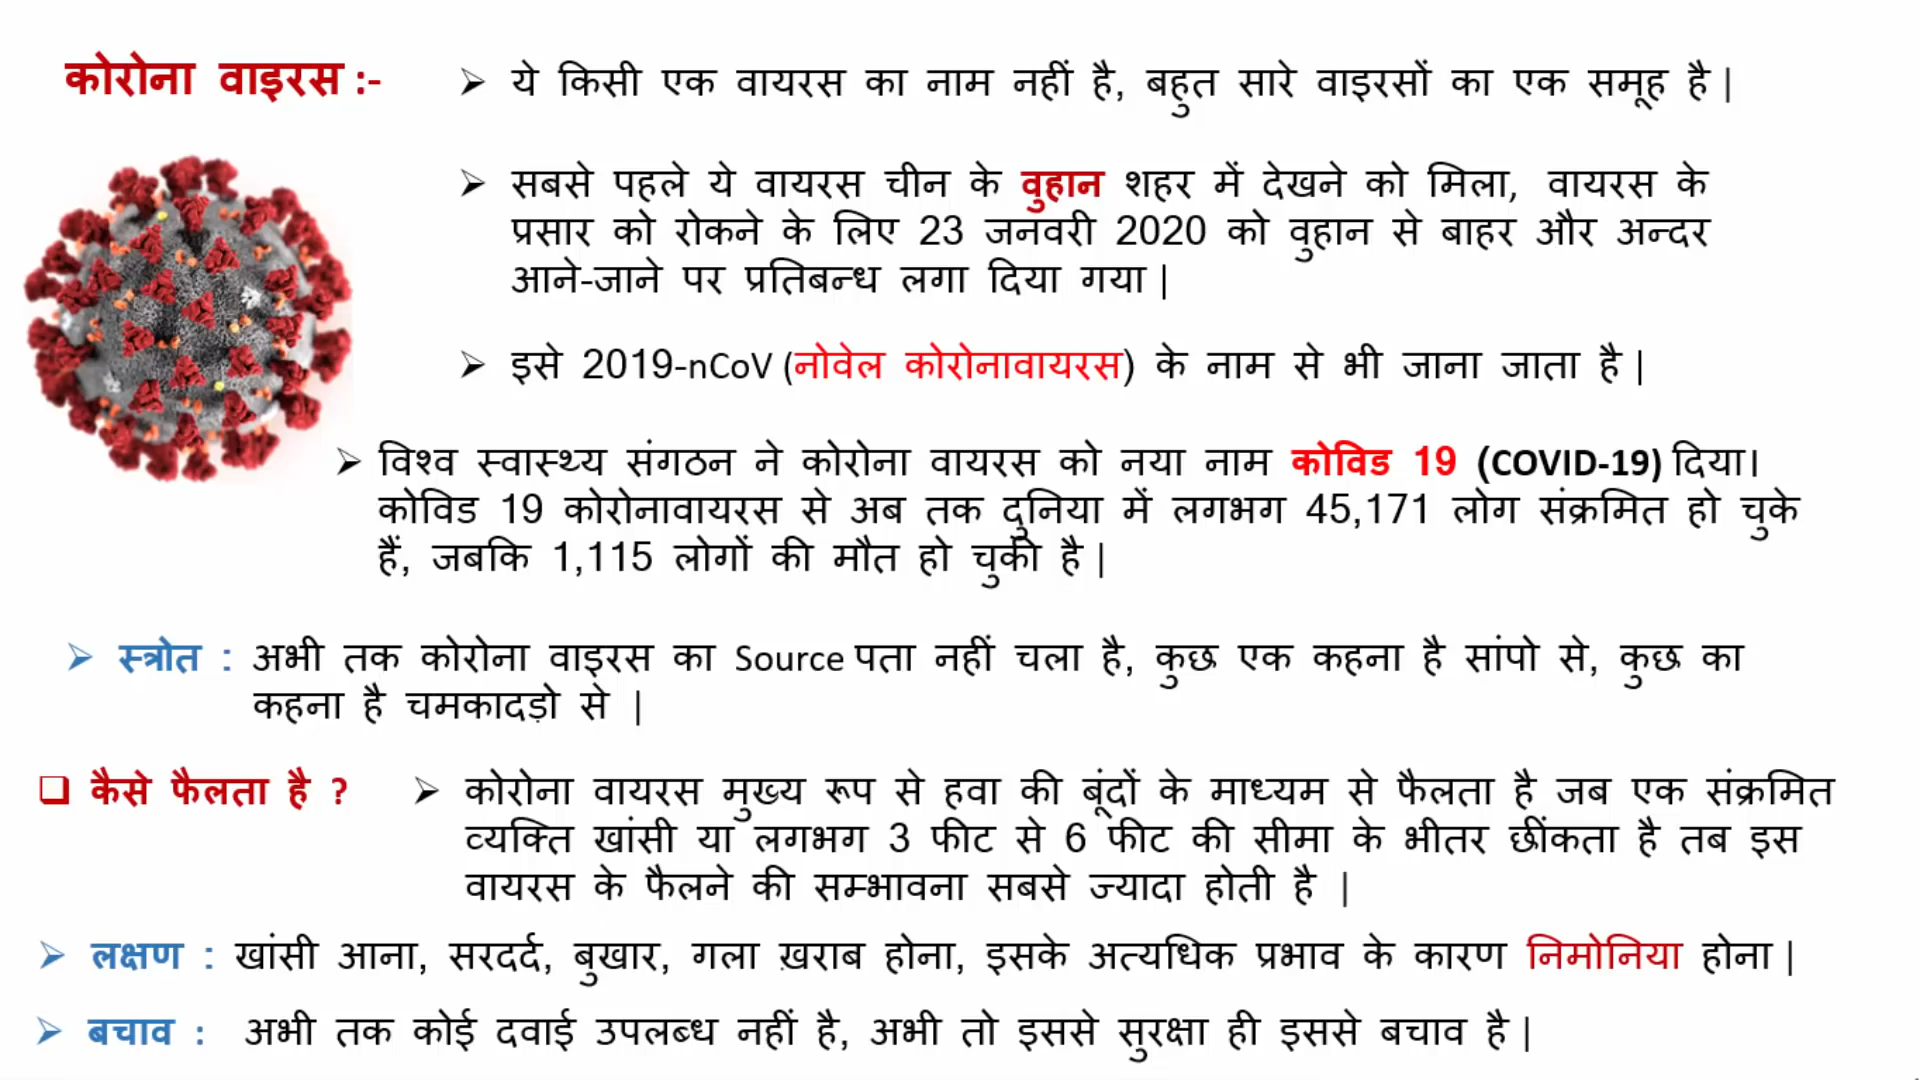 कोरोना वाइरस :-
➢ ये किसी एक वायरस का नाम नहीं है, बहुत सारे वाइरसों का एक समूह है |
➢ सबसे पहले ये वायरस चीन के वुहान शहर में देखने को मिला, वायरस के
प्रसार को रोकने के लिए 23 जनवरी 2020 को वुहान से बाहर और अन्दर
आने-जाने पर प्रतिबन्ध लगा दिया गया |
➢ इसे 2019-nCoV (नोवेल कोरोनावायरस) के नाम से भी जाना जाता है |
➢ विश्व स्वास्थ्य संगठन ने कोरोना वायरस को नया नाम कोविड 19 (COVID-19) दिया।
कोविड 19 कोरोनावायरस से अब तक दुनिया में लगभग 45,171 लोग संक्रमित हो चुके
हैं, जबकि 1,115 लोगों की मौत हो चुकी है |
➢ स्त्रोत : अभी तक कोरोना वाइरस का Source पता नहीं चला है, कुछ एक कहना है सांपो से, कुछ का
कहना है चमकादड़ो से |
❑ कैसे फैलता है ?
➢ कोरोना वायरस मुख्य रूप से हवा की बूंदों के माध्यम से फैलता है जब एक संक्रमित
व्यक्ति खांसी या लगभग 3 फीट से 6 फीट की सीमा के भीतर छींकता है तब इस
वायरस के फैलने की सम्भावना सबसे ज्यादा होती है |
➢ लक्षण : खांसी आना, सरदर्द, बुखार, गला ख़राब होना, इसके अत्यधिक प्रभाव के कारण निमोनिया होना |
➢ बचाव : अभी तक कोई दवाई उपलब्ध नहीं है, अभी तो इससे सुरक्षा ही इससे बचाव है |